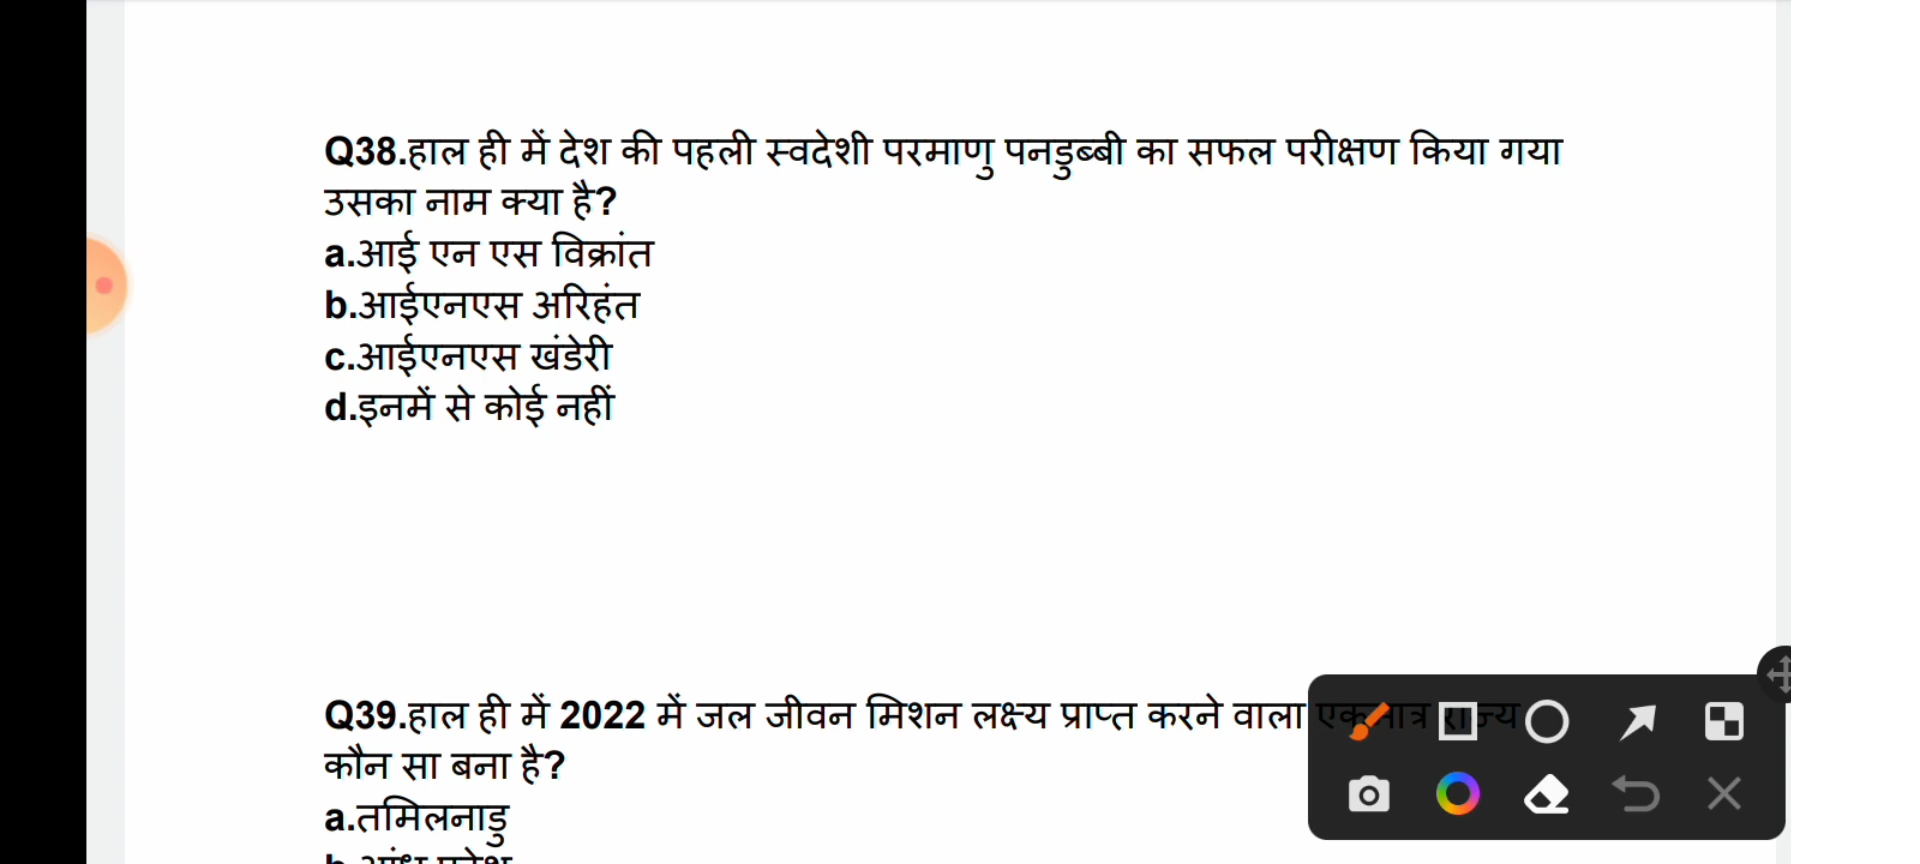 Q38.हाल ही में देश की पहली स्वदेशी परमाणु पनडुब्बी का सफल परीक्षण किया गया
उसका नाम क्या है?
a.आई एन एस विक्रांत
b.आईएनएस अरिहंत
c.आईएनएस खंडेरी
d.इनमें से कोई नहीं
Q39.हाल ही में 2022 में जल जीवन मिशन लक्ष्य प्राप्त करने वाला एकमात्र राज्य
कौन सा बना है?
a.तमिलनाडु